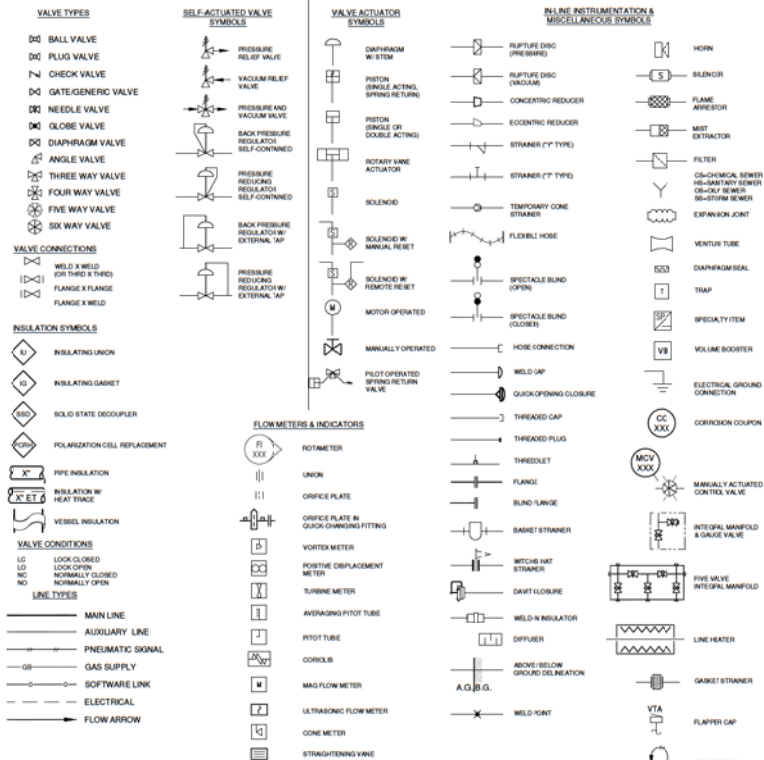 VALVE TYPES
BALL VALVE
PLUG VALVE
CHECK VALVE
GATE/GENERIC VALVE
NEEDLE VALVE
GLOBE VALVE
DIAPHRAGM VALVE
ANGLE VALVE
THREE WAY VALVE
FOUR WAY VALVE
FIVE WAY VALVE
SIX WAY VALVE
VALVE CONNECTIONS
WELD X WELD
(OR THRD X THRD)
FLANGE X FLANGE
FLANGE X WELD
INSULATION SYMBOLS
IU
INSULATING UNION
IG
INSULATING GASKET
SSD
SOLID STATE DECOUPLER
PCRH
POLARIZATION CELL REPLACEMENT
X"
PIPE INSULATION
X" ET
INSULATION W/
HEAT TRACE
VESSEL INSULATION
VALVE CONDITIONS
LC LOCK CLOSED
LO LOCK OPEN
NC NORMALLY CLOSED
NO NORMALLY OPEN
LINE TYPES
MAIN LINE
AUXILIARY LINE
PNEUMATIC SIGNAL
GS
GAS SUPPLY
SOFTWARE LINK
ELECTRICAL
FLOW ARROW
SELF-ACTUATED VALVE
SYMBOLS
PRESSURE
RELIEF VALVE
VACUUM RELIEF
VALVE
PRESSURE AND
VACUUM VALVE
BACK PRESSURE
REGULATOR
SELF-CONTAINED
PRESSURE
REDUCING
REGULATOR
SELF-CONTAINED
BACK PRESSURE
REGULATOR W/
EXTERNAL TAP
PRESSURE
REDUCING
REGULATOR W/
EXTERNAL TAP
VALVE ACTUATOR
SYMBOLS
DIAPHRAGM
W/STEM
PISTON
(SINGLE ACTING,
SPRING RETURN)
PISTON
(SINGLE OR
DOUBLE ACTING)
ROTARY VANE
ACTUATOR
S
SOLENOID
S
R
SOLENOID W/
MANUAL RESET
S
R
SOLENOID W/
REMOTE RESET
M
MOTOR OPERATED
MANUALLY OPERATED
PILOT OPERATED
SPRING RETURN
VALVE
FLOW METERS & INDICATORS
FI
XXX
ROTAMETER
UNION
ORIFICE PLATE
ORIFICE PLATE IN
QUICK-CHANGING FITTING
VORTEX METER
POSITIVE DISPLACEMENT
METER
TURBINE METER
AVERAGING PITOT TUBE
PITOT TUBE
CORIOLIS
M
MAG FLOW METER
ULTRASONIC FLOW METER
CONE METER
STRAIGHTENING VANE
IN-LINE INSTRUMENTATION &
MISCELLANEOUS SYMBOLS
RUPTURE DISC
(PRESSURE)
RUPTUE DISC
(VACUUM)
CONCENTRIC REDUCER
ECCENTRIC REDUCER
STRAINER ("Y" TYPE)
STRAINER ("T" TYPE)
TEMPORARY CONE
STRAINER
FLEXIBLE HOSE
SPECTACLE BLIND
(OPEN)
SPECTACLE BLIND
(CLOSED)
HOSE CONNECTION
WELD CAP
QUICK OPENING CLOSURE
THREADED CAP
THREADED PLUG
THREDLET
FLANGE
BLIND FLANGE
BASKET STRAINER
WITCHS HAT
STRAINER
DAVIT CLOSURE
WELD-N INSULATOR
DIFFUSER
A.G. B.G.
ABOVE / BELOW
GROUND DELINEATION
WELD POINT
HORN
S
SILENCER
FLAME
ARRESTOR
MIST
EXTRACTOR
FILTER
CS=CHEMICAL SEWER
HS=SANITARY SEWER
OS=OILY SEWER
SS=STORM SEWER
EXPANSION JOINT
VENTURI TUBE
DIAPHRAGM SEAL
T
TRAP
SP
SPECIALTY ITEM
VB
VOLUME BOOSTER
ELECTRICAL GROUND
CONNECTION
CC
XXX
CORROSION COUPON
MCV
XXX
MANUALLY ACTUATED
CONTROL VALVE
INTEGRAL MANIFOLD
& GAUGE VALVE
FIVE VALVE
INTEGRAL MANIFOLD
LINE HEATER
GASKET STRAINER
VTA
FLAPPER CAP